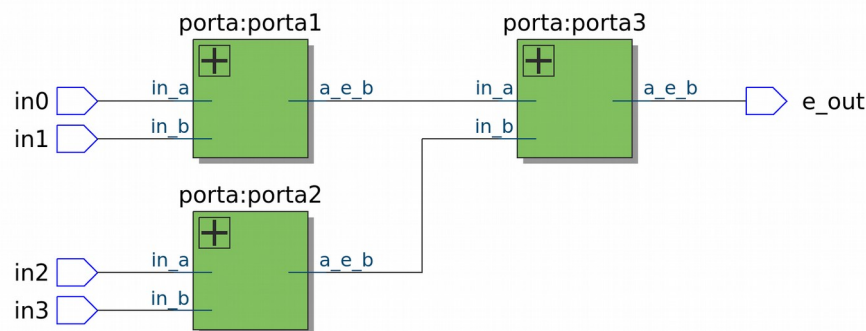 porta:porta1
porta:porta3
in0
in_a
a_e_b
in_a
a_e_b
e_out
in1
in_b
in_b
porta:porta2
in2
in_a
a_e_b
in3
in_b